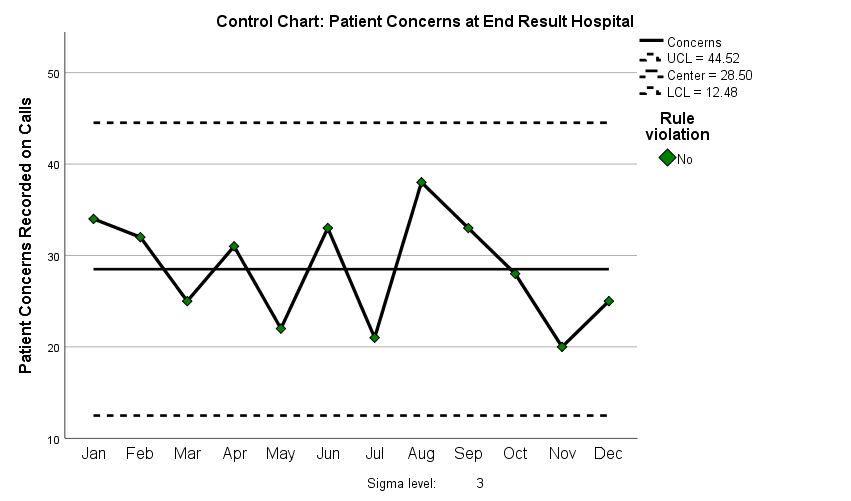 Control Chart: Patient Concerns at End Result Hospital
Concerns
UCL = 44.52
Center = 28.50
LCL = 12.48
Rule
violation
No
Patient Concerns Recorded on Calls
50
40
30
20
10
Jan Feb Mar Apr May Jun Jul Aug Sep Oct Nov Dec
Sigma level: 3